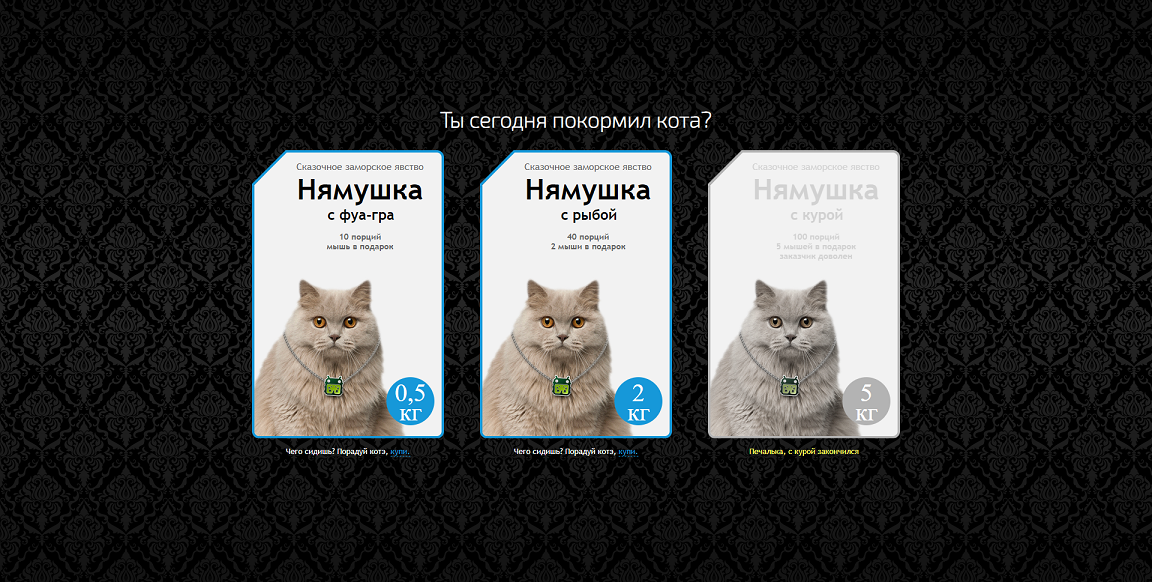 Ты сегодня покормил кота?
Сказочное заморское явство
Нямушка
с фуа-гра
10 порций
мышь в подарок
0,5
кг
Чего сидишь? Порадуй котэ, купи.
Сказочное заморское явство
Нямушка
с рыбой
40 порций
2 мыши в подарок
2
кг
Чего сидишь? Порадуй котэ, купи.
Сказочное заморское явство
Нямушка
с курой
100 порций
5 мышей в подарок
заказчик доволен
5
кг
Печалька, с курой закончился